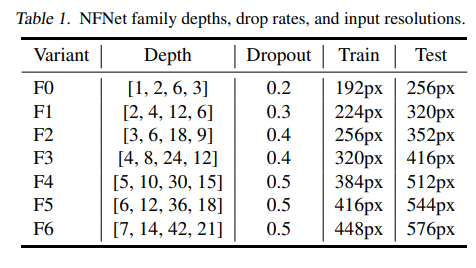 Table 1. NFNet family depths, drop rates, and input resolutions.
Variant Depth Dropout Train Test
F0 [1, 2, 6, 3] 0.2 192px 256px
F1 [2, 4, 12, 6] 0.3 224px 320px
F2 [3, 6, 18, 9] 0.4 256px 352px
F3 [4, 8, 24, 12] 0.4 320px 416px
F4 [5, 10, 30, 15] 0.5 384px 512px
F5 [6, 12, 36, 18] 0.5 416px 544px
F6 [7, 14, 42, 21] 0.5 448px 576px